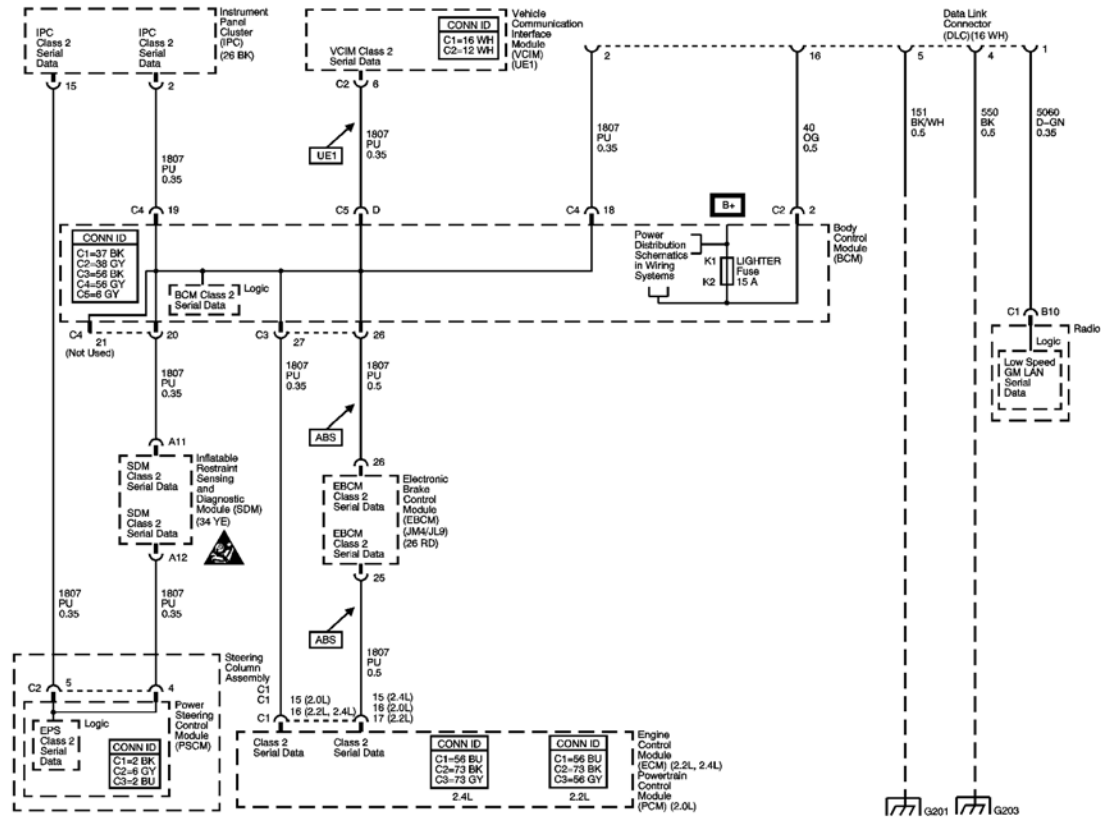 IPC
Class 2
Serial
Data
IPC
Class 2
Serial
Data
Instrument
Panel
Cluster
(IPC)
(26 BK)
15
2
VCIM Class 2
Serial Data
CONN ID
C1=16 WH
C2=12 WH
Vehicle
Communication
Interface
Module
(VCIM)
(UE1)
C2
6
Data Link
Connector
(DLC)(16 WH)
2
16
5
4
1
1807
PU
0.35
UE1
1807
PU
0.35
1807
PU
0.35
40
OG
0.5
151
BK/WH
0.5
550
BK
0.5
5060
D-GN
0.35
C4
19
C5
D
C4
18
B+
C2
2
CONN ID
C1=37 BK
C2=38 GY
C3=56 BK
C4=56 GY
C5=6 GY
BCM Class 2
Serial Data
Logic
Power
Distribution
Schematics
in Wiring
Systems
K1
K2
LIGHTER
Fuse
15 A
Body
Control
Module
(BCM)
C4
21
(Not Used)
20
C3
27
26
C1
B10
Radio
Logic
Low Speed
GM LAN
Serial
Data
1807
PU
0.35
1807
PU
0.35
1807
PU
0.5
ABS
A11
SDM
Class 2
Serial Data
SDM
Class 2
Serial Data
Inflatable
Restraint
Sensing
and
Diagnostic
Module (SDM)
(34 YE)
A12
26
EBCM
Class 2
Serial Data
EBCM
Class 2
Serial Data
Electronic
Brake
Control
Module
(EBCM)
(JM4/JL9)
(26 RD)
25
1807
PU
0.35
1807
PU
0.35
ABS
1807
PU
0.5
Steering
Column
Assembly
C2
5
4
EPS
Class 2
Serial
Data
Logic
CONN ID
C1=2 BK
C2=6 GY
C3=2 BU
Power
Steering
Control
Module
(PSCM)
C1
C1
15 (2.0L)
16 (2.2L, 2.4L)
15 (2.4L)
16 (2.0L)
17 (2.2L)
C1
Class 2
Serial Data
Class 2
Serial Data
CONN ID
C1=56 BU
C2=73 BK
C3=73 GY
2.4L
CONN ID
C1=56 BU
C2=73 BK
C3=56 GY
2.2L
Engine
Control
Module
(ECM) (2.2L, 2.4L)
Powertrain
Control
Module
(PCM) (2.0L)
G201
G203